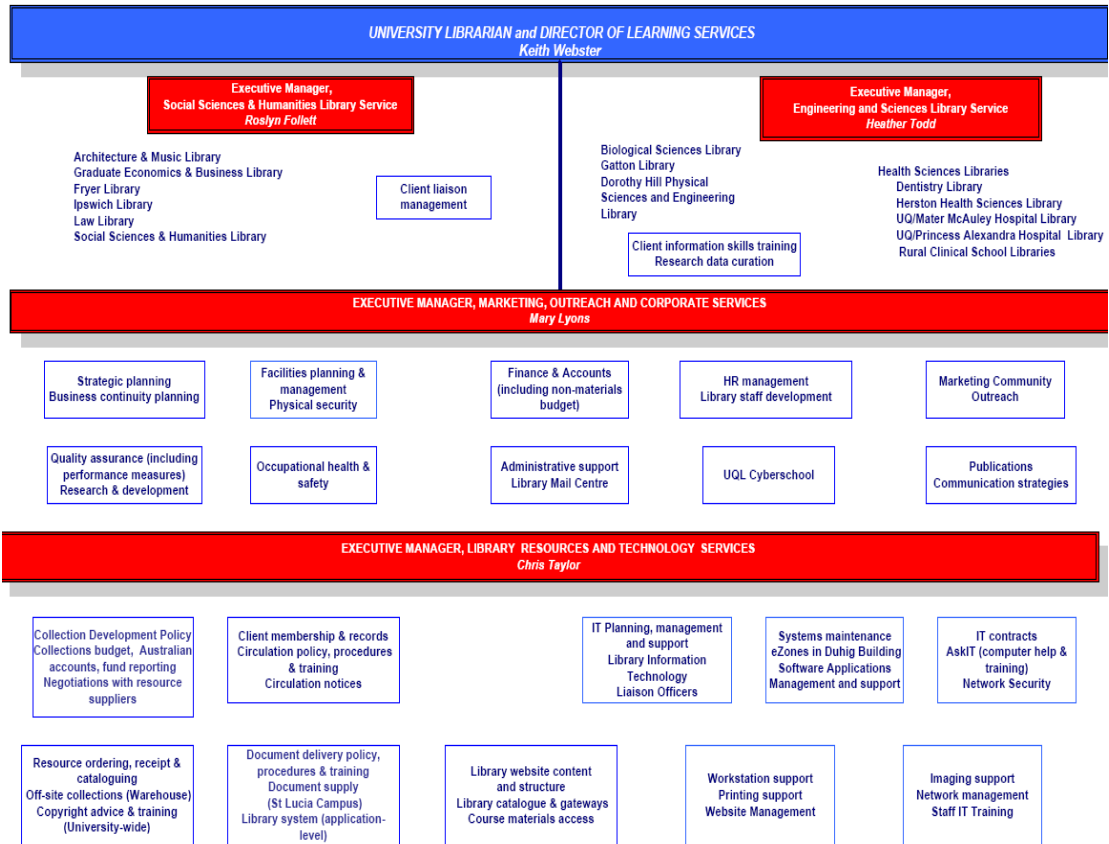 UNIVERSITY LIBRARIAN and DIRECTOR OF LEARNING SERVICES
Keith Webster
Executive Manager,
Social Sciences & Humanities Library Service
Roslyn Follett
Executive Manager,
Engineering and Sciences Library Service
Heather Todd
Architecture & Music Library
Graduate Economics & Business Library
Fryer Library
Ipswich Library
Law Library
Social Sciences & Humanities Library
Client liaison
management
Biological Sciences Library
Gatton Library
Dorothy Hill Physical
Sciences and Engineering
Library
Client information skills training
Research data curation
Health Sciences Libraries
Dentistry Library
Herston Health Sciences Library
UQ/Mater McAuley Hospital Library
UQ/Princess Alexandra Hospital Library
Rural Clinical School Libraries
EXECUTIVE MANAGER, MARKETING, OUTREACH AND CORPORATE SERVICES
Mary Lyons
Strategic planning
Business continuity planning
Facilities planning &
management
Physical security
Finance & Accounts
(including non-materials
budget)
HR management
Library staff development
Marketing Community
Outreach
Quality assurance (including
performance measures)
Research & development
Occupational health &
safety
Administrative support
Library Mail Centre
UQL Cyberschool
Publications
Communication strategies
EXECUTIVE MANAGER, LIBRARY RESOURCES AND TECHNOLOGY SERVICES
Chris Taylor
Collection Development Policy
Collections budget, Australian
accounts, fund reporting
Negotiations with resource
suppliers
Client membership & records
Circulation policy, procedures
& training
Circulation notices
IT Planning, management
and support
Library Information
Technology
Liaison Officers
Systems maintenance
eZones in Duhig Building
Software Applications
Management and support
IT contracts
AskIT (computer help &
training)
Network Security
Resource ordering, receipt &
cataloguing
Off-site collections (Warehouse)
Copyright advice & training
(University-wide)
Document delivery policy,
procedures & training
Document supply
(St Lucia Campus)
Library system (application-
level)
Library website content
and structure
Library catalogue & gateways
Course materials access
Workstation support
Printing support
Website Management
Imaging support
Network management
Staff IT Training